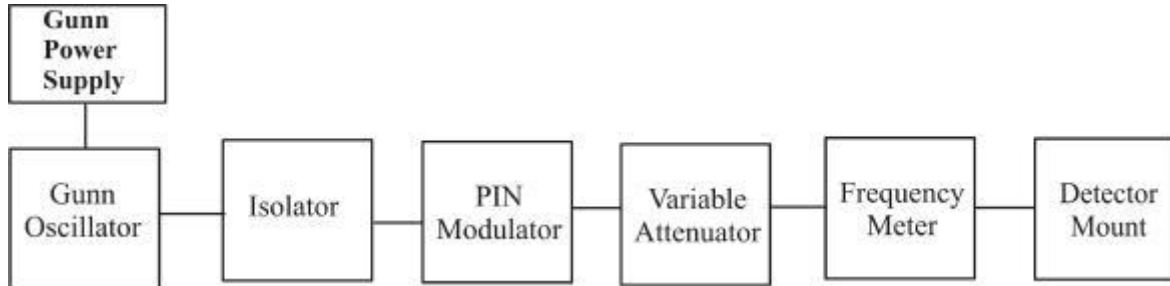 Gunn
Power
Supply
Gunn
Oscillator
Isolator
PIN
Modulator
Variable
Attenuator
Frequency
Meter
Detector
Mount